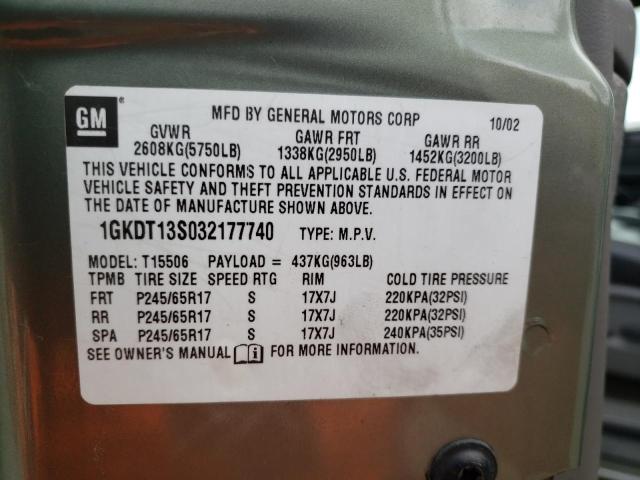 GM®
MFD BY GENERAL MOTORS CORP 10/02
GVWR GAWR FRT GAWR RR
2608KG(5750LB) 1338KG(2950LB) 1452KG(3200LB)
THIS VEHICLE CONFORMS TO ALL APPLICABLE U.S. FEDERAL MOTOR
VEHICLE SAFETY AND THEFT PREVENTION STANDARDS IN EFFECT ON
THE DATE OF MANUFACTURE SHOWN ABOVE.
1GKDT13S032177740 TYPE: M.P.V.
MODEL: T15506 PAYLOAD = 437KG(963LB)
TPMB TIRE SIZE SPEED RTG RIM COLD TIRE PRESSURE
FRT P245/65R17 S 17X7J 220KPA(32PSI)
RR P245/65R17 S 17X7J 220KPA(32PSI)
SPA P245/65R17 S 17X7J 240KPA(35PSI)
SEE OWNER'S MANUAL i FOR MORE INFORMATION.